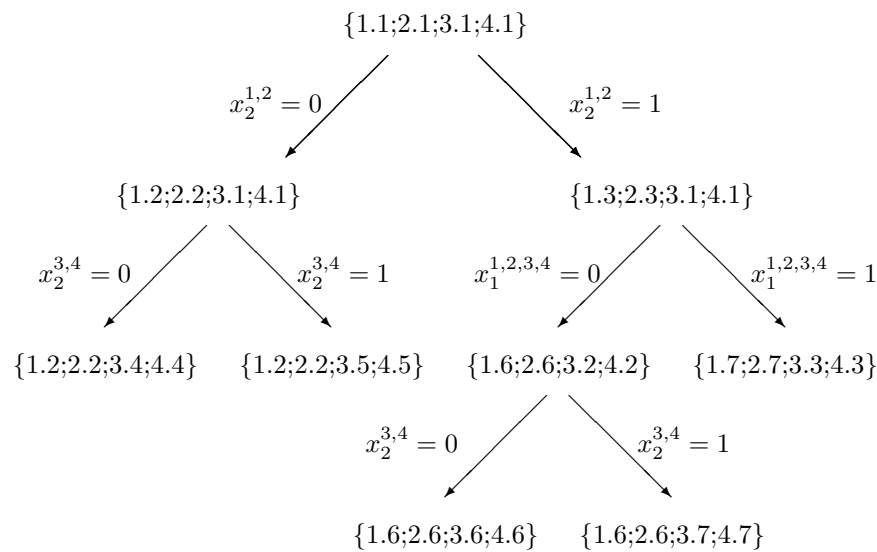 {1.1;2.1;3.1;4.1}
x_2^{1,2} = 0 x_2^{1,2} = 1
{1.2;2.2;3.1;4.1} {1.3;2.3;3.1;4.1}
x_2^{3,4} = 0 x_2^{3,4} = 1 x_1^{1,2,3,4} = 0 x_1^{1,2,3,4} = 1
{1.2;2.2;3.4;4.4} {1.2;2.2;3.5;4.5} {1.6;2.6;3.2;4.2} {1.7;2.7;3.3;4.3}
x_2^{3,4} = 0 x_2^{3,4} = 1
{1.6;2.6;3.6;4.6} {1.6;2.6;3.7;4.7}